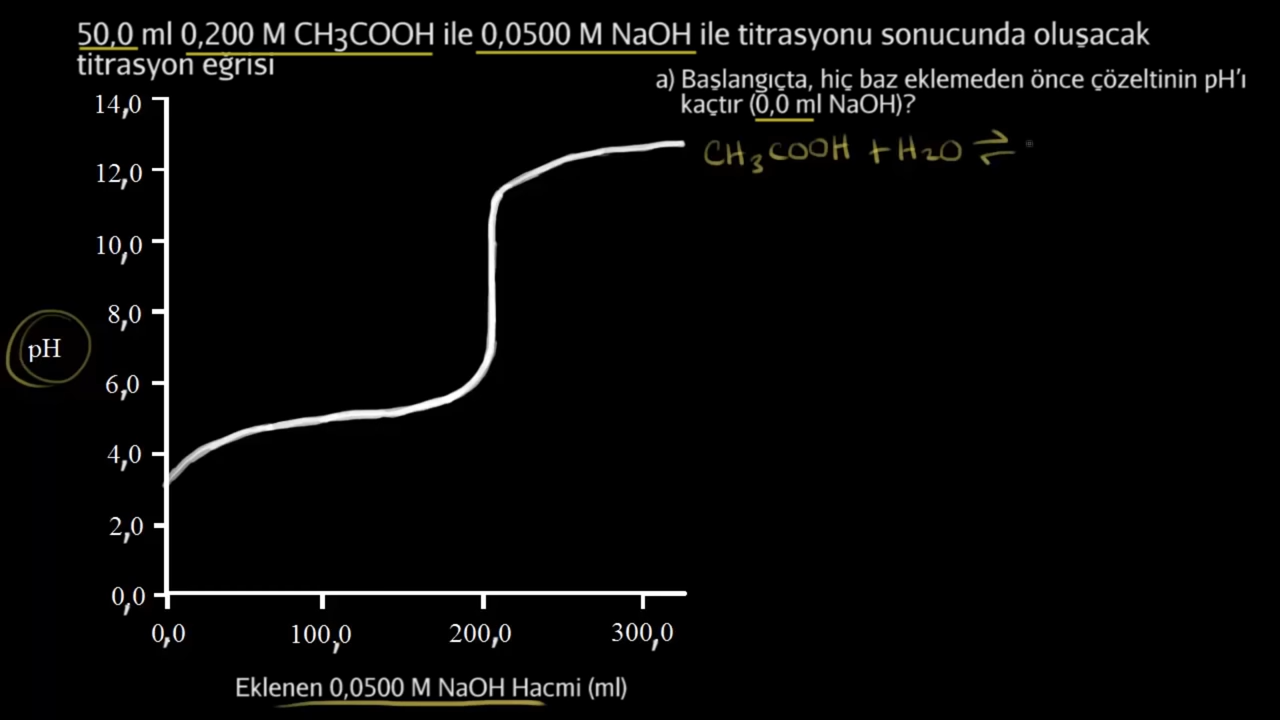 50,0 ml 0,200 M CH3COOH ile 0,0500 M NaOH ile titrasyonu sonucunda oluşacak
titrasyon eğrisi
a) Başlangıçta, hiç baz eklemeden önce çözeltinin pH'ı
kaçtır (0,0 ml NaOH)?
CH3COOH + H2O ⇌
14,0
12,0
10,0
8,0
pH
6,0
4,0
2,0
0,0
0,0 100,0 200,0 300,0
Eklenen 0,0500 M NaOH Hacmi (ml)